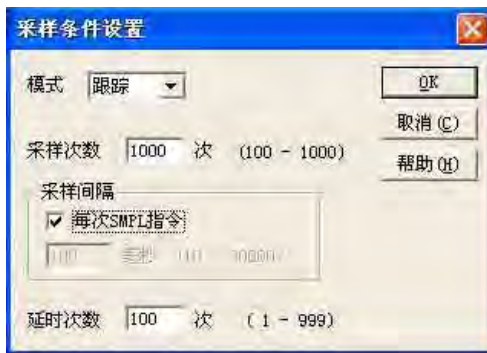 采样条件设置
模式 跟踪
OK
取消(C)
采样次数 1000 次 (100 - 1000)
帮助(H)
采样间隔
每次SMPL指令
延时次数 100 次 (1 - 999)